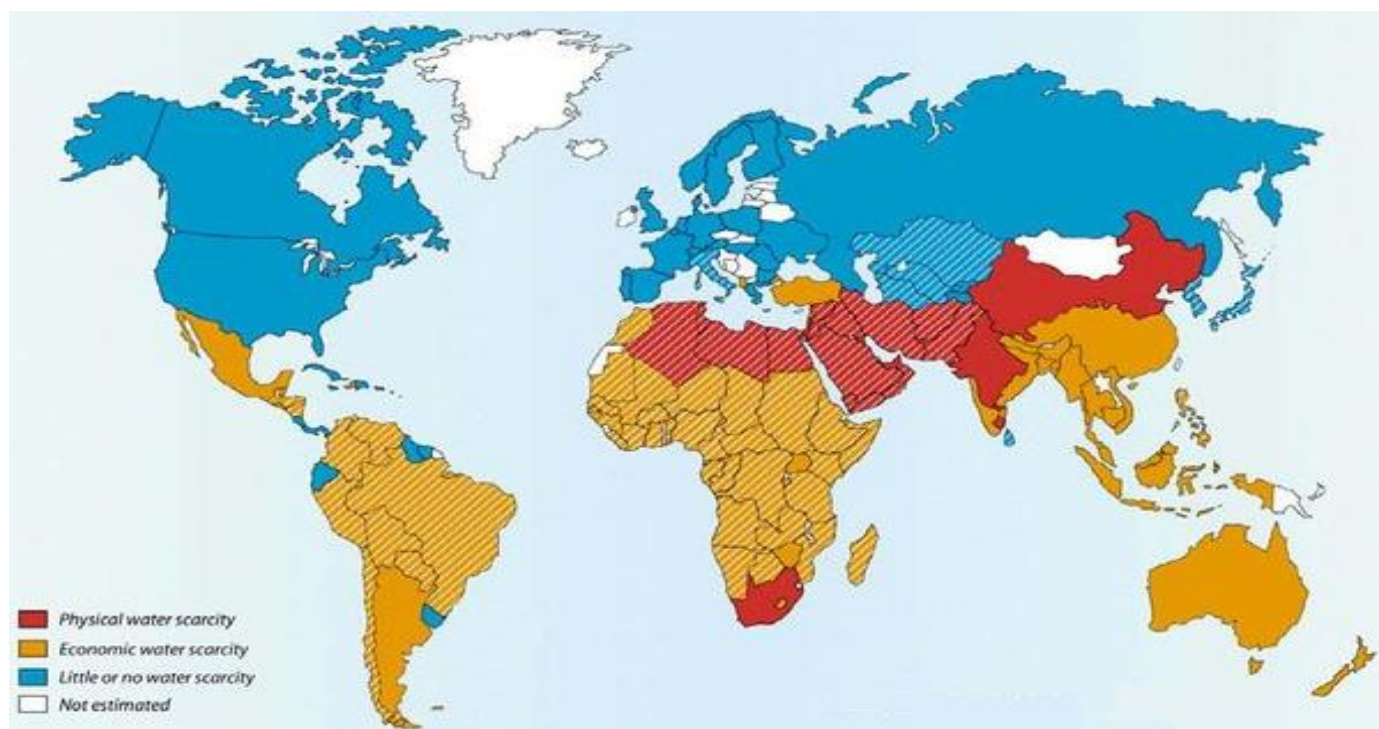 Physical water scarcity
Economic water scarcity
Little or no water scarcity
Not estimated